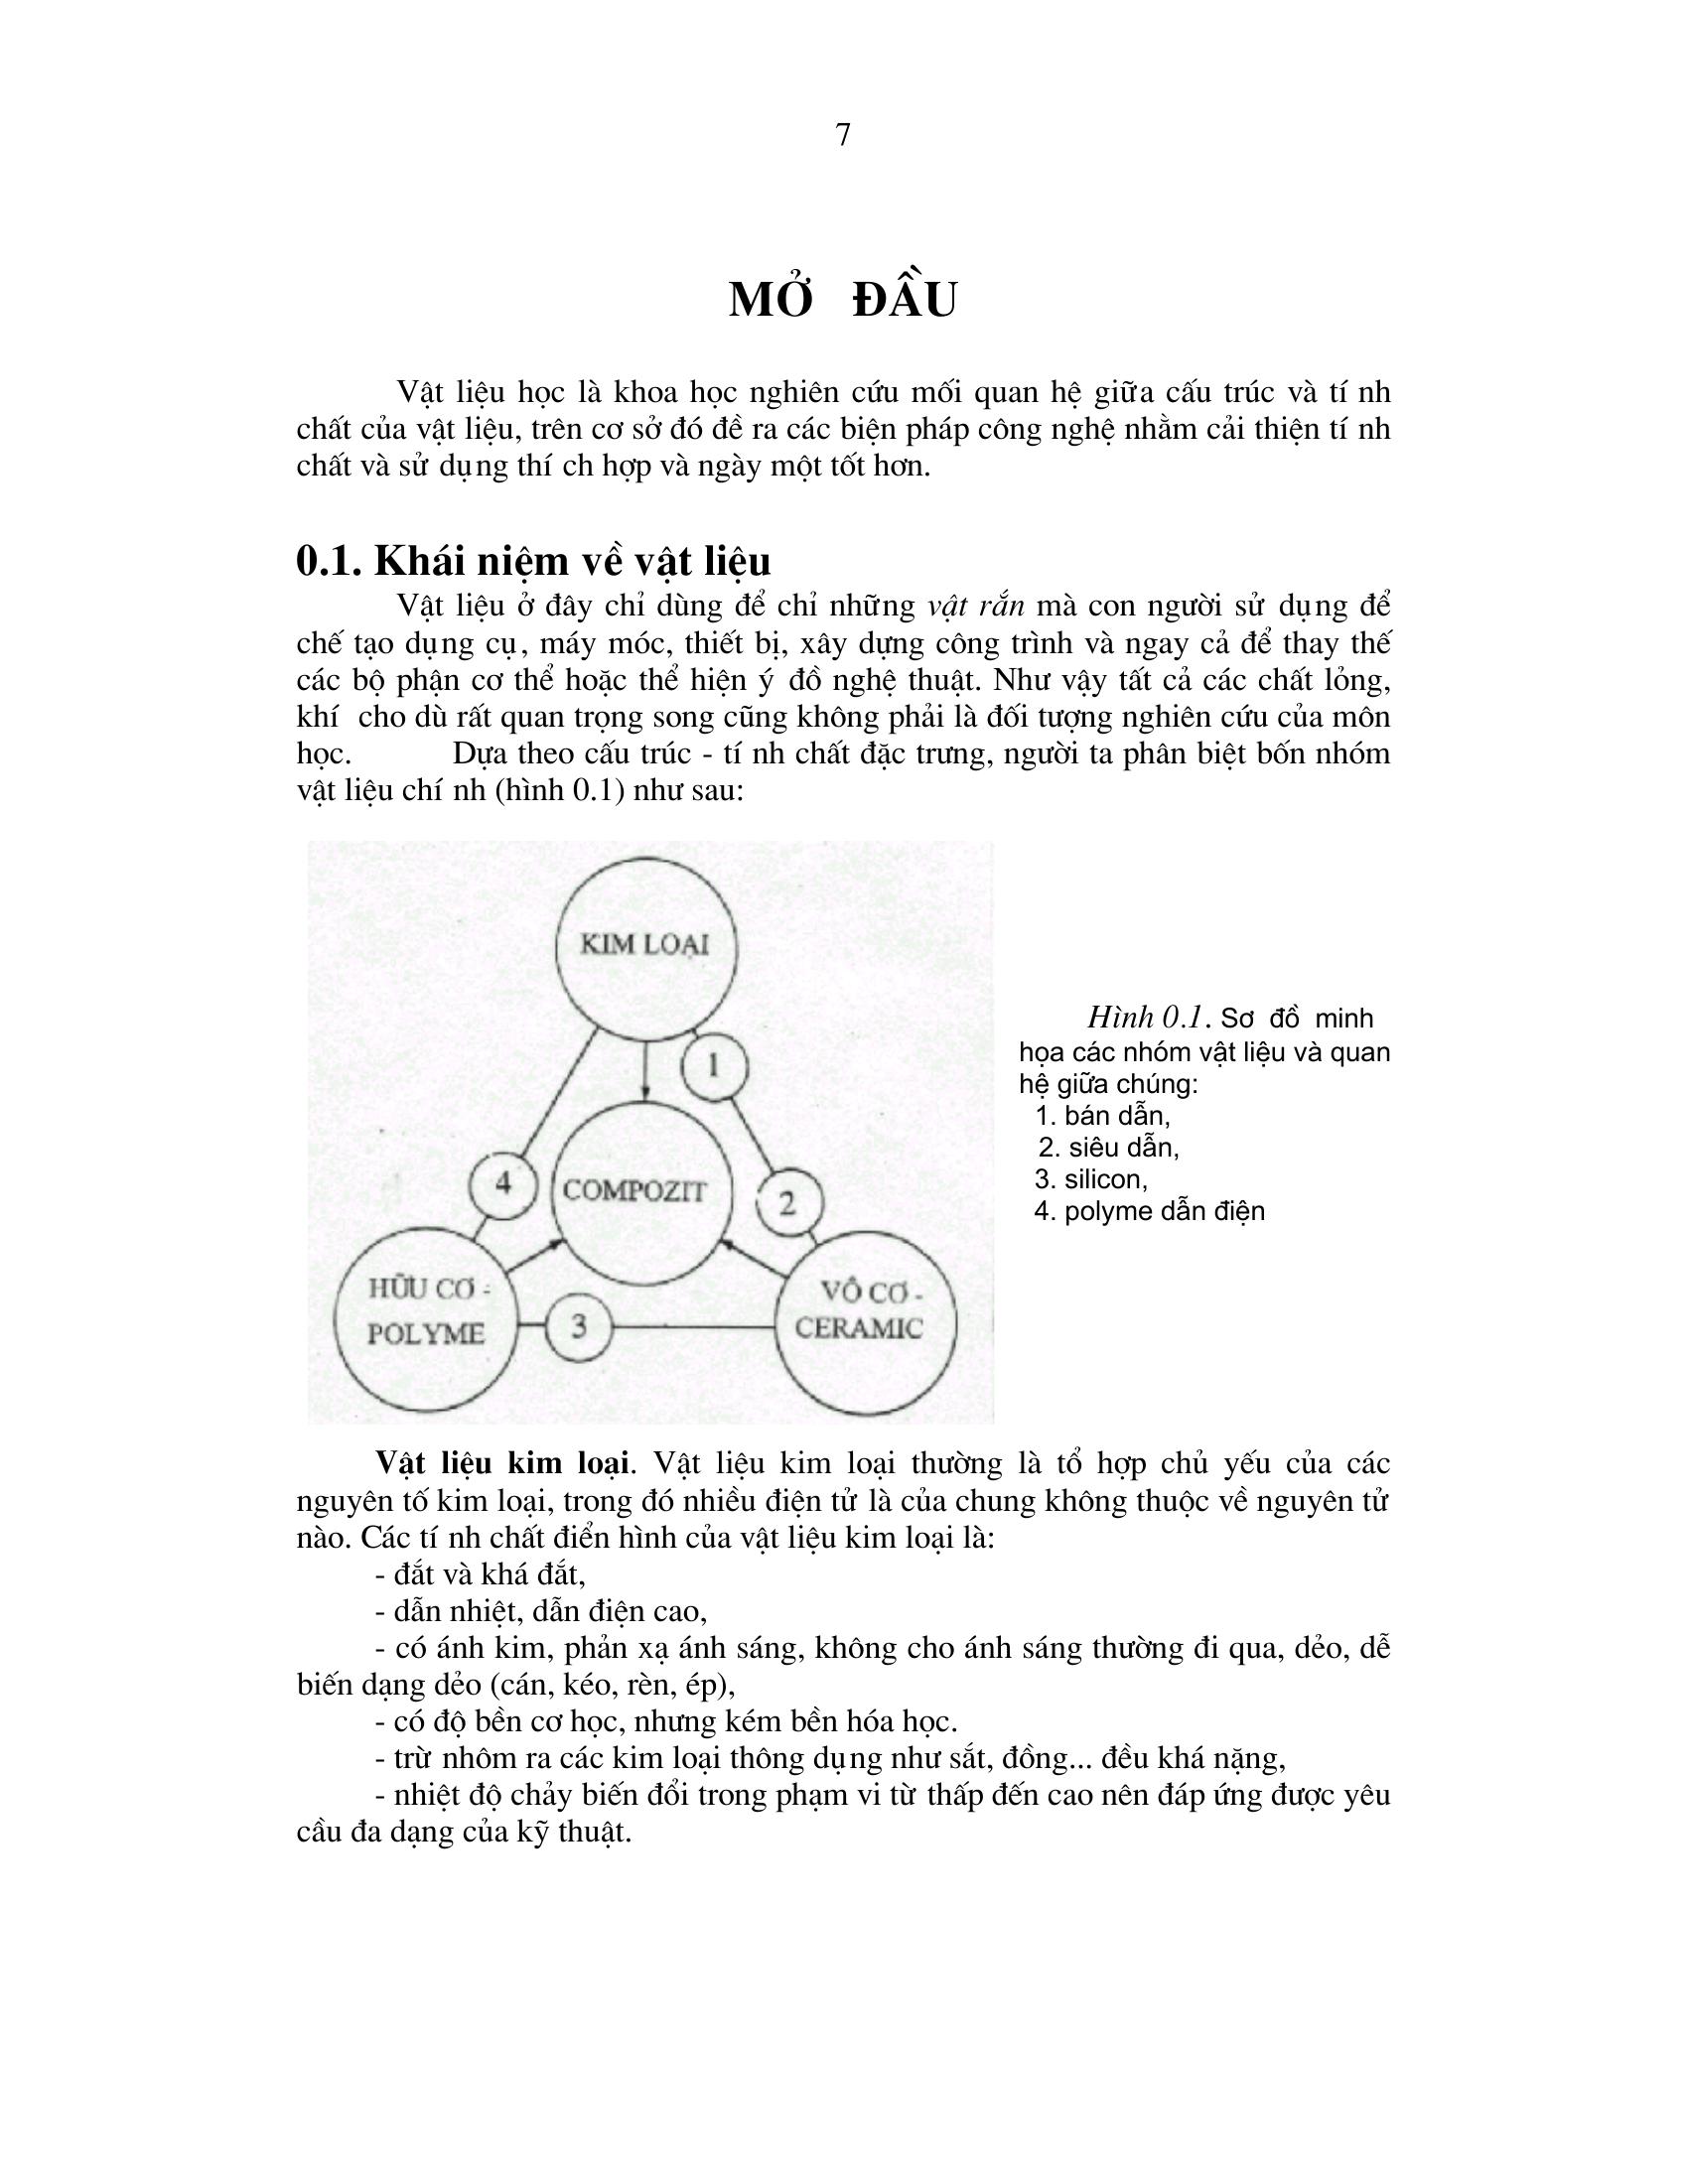 7
MỞ ĐẦU
Vật liệu học là khoa học nghiên cứu mối quan hệ giữa cấu trúc và tính
chất của vật liệu, trên cơ sở đó đề ra các biện pháp công nghệ nhằm cải thiện tính
chất và sử dụng thích hợp và ngày một tốt hơn.
0.1. Khái niệm về vật liệu
Vật liệu ở đây chỉ dùng để chỉ những vật rắn mà con người sử dụng để
chế tạo dụng cụ, máy móc, thiết bị, xây dựng công trình và ngay cả để thay thế
các bộ phận cơ thể hoặc thể hiện ý đồ nghệ thuật. Như vậy tất cả các chất lỏng,
khí cho dù rất quan trọng song cũng không phải là đối tượng nghiên cứu của môn
học. Dựa theo cấu trúc - tính chất đặc trưng, người ta phân biệt bốn nhóm
vật liệu chính (hình 0.1) như sau:
KIM LOẠI
1
4
COMPOZIT
2
HỮU CƠ -
POLYME
3
VÔ CƠ -
CERAMIC
Hình 0.1. Sơ đồ minh
họa các nhóm vật liệu và quan
hệ giữa chúng:
1. bán dẫn,
2. siêu dẫn,
3. silicon,
4. polyme dẫn điện
Vật liệu kim loại. Vật liệu kim loại thường là tổ hợp chủ yếu của các
nguyên tố kim loại, trong đó nhiều điện tử là của chung không thuộc về nguyên tử
nào. Các tính chất điển hình của vật liệu kim loại là:
- đắt và khá đắt,
- dẫn nhiệt, dẫn điện cao,
- có ánh kim, phản xạ ánh sáng, không cho ánh sáng thường đi qua, dẻo, dễ
biến dạng dẻo (cán, kéo, rèn, ép),
- có độ bền cơ học, nhưng kém bền hóa học.
- trừ nhôm ra các kim loại thông dụng như sắt, đồng... đều khá nặng,
- nhiệt độ chảy biến đổi trong phạm vi từ thấp đến cao nên đáp ứng được yêu
cầu đa dạng của kỹ thuật.